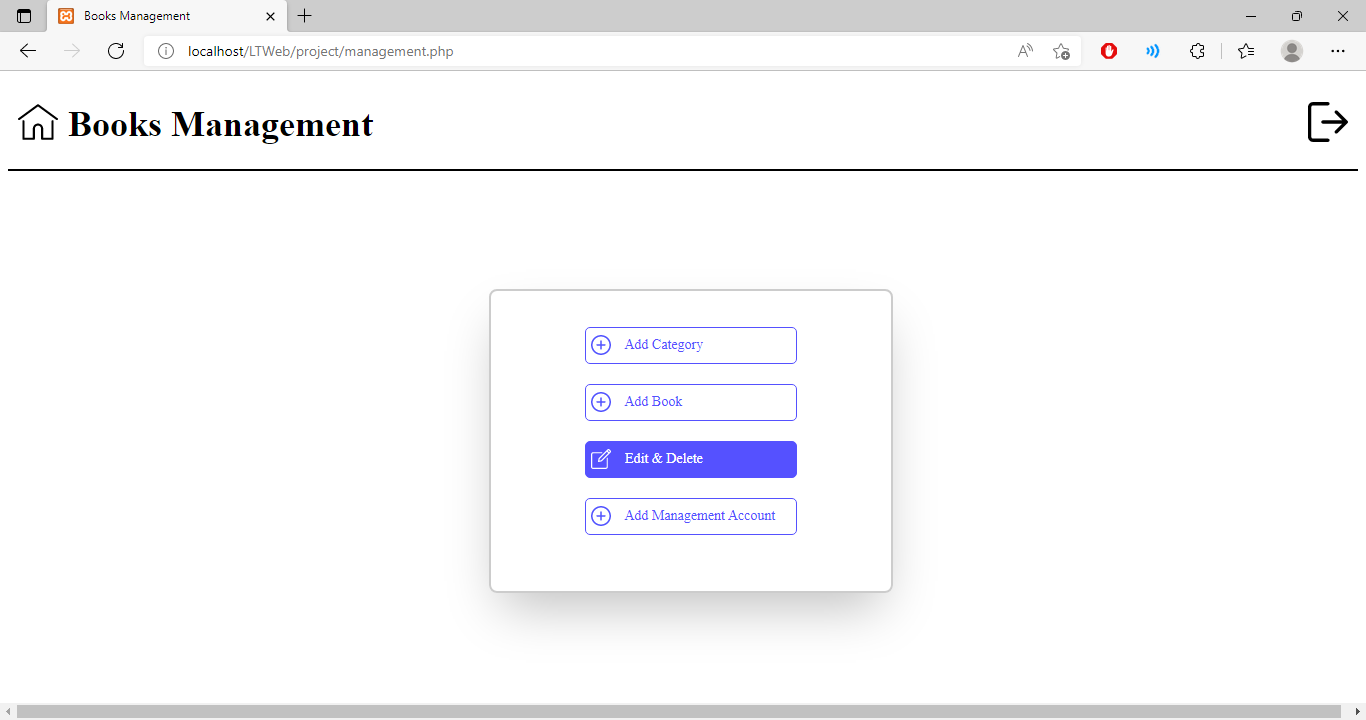 Books Management
localhost/LTWeb/project/management.php
Books Management
Add Category
Add Book
Edit & Delete
Add Management Account